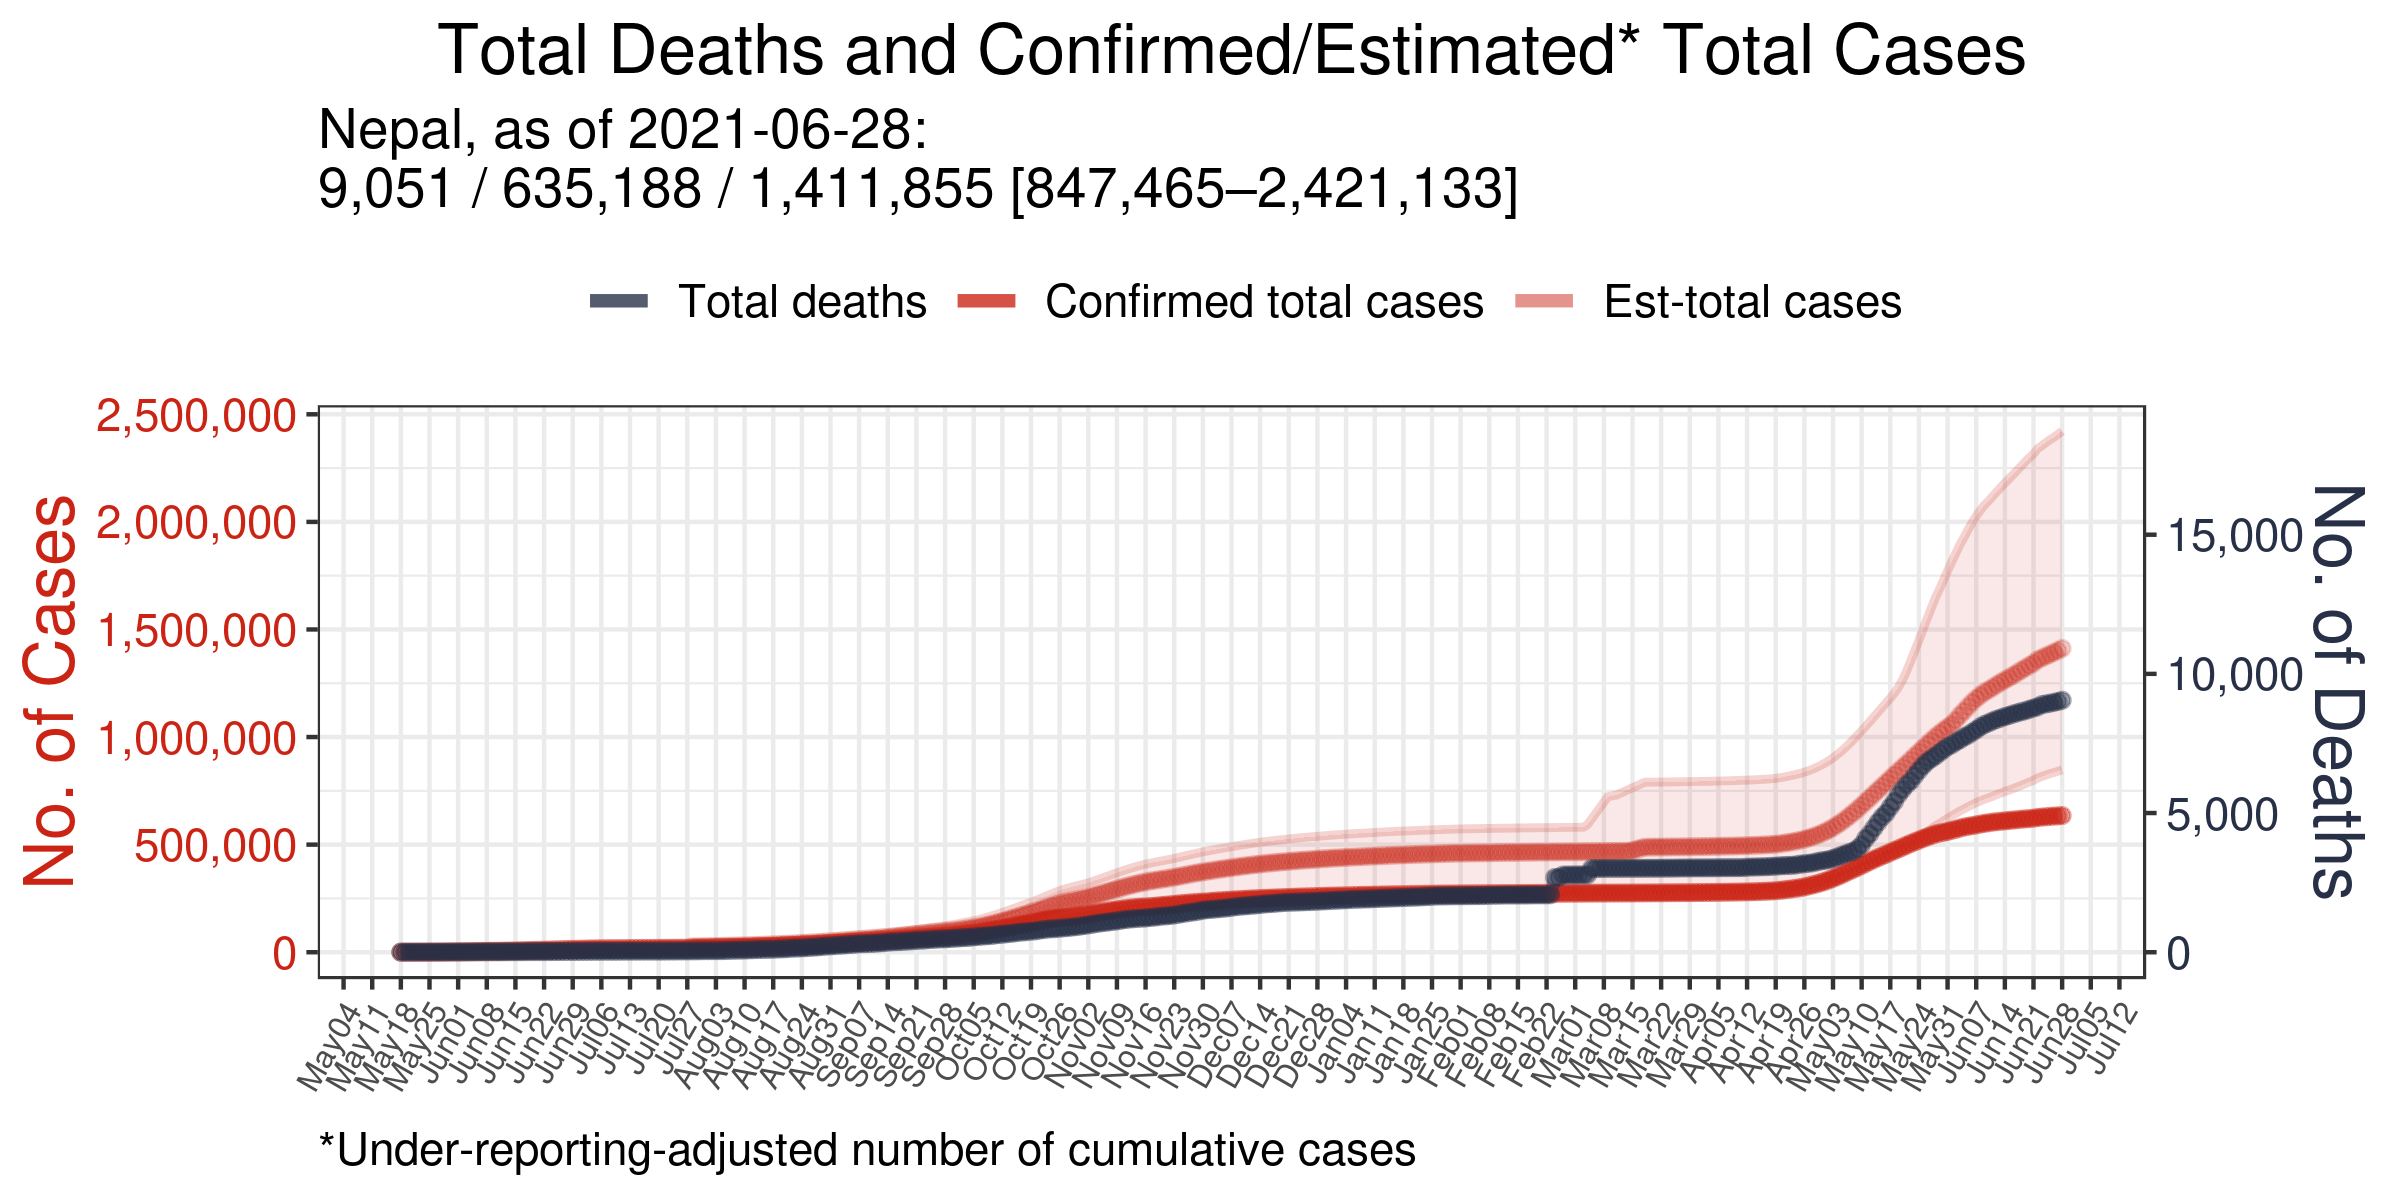 Total Deaths and Confirmed/Estimated* Total Cases
Nepal, as of 2021-06-28:
9,051 / 635,188 / 1,411,855 [847,465–2,421,133]
Total deaths
Confirmed total cases
Est-total cases
No. of Cases
2,500,000
2,000,000
1,500,000
1,000,000
500,000
0
15,000
10,000
5,000
0
No. of Deaths
May04
May11
May18
May25
Jun01
Jun08
Jun15
Jun22
Jun29
Jul06
Jul13
Jul20
Jul27
Aug03
Aug10
Aug17
Aug24
Aug31
Sep07
Sep14
Sep21
Sep28
Oct05
Oct12
Oct19
Oct26
Nov02
Nov09
Nov16
Nov23
Nov30
Dec07
Dec14
Dec21
Dec28
Jan04
Jan11
Jan18
Jan25
Feb01
Feb08
Feb15
Feb22
Mar01
Mar08
Mar15
Mar22
Mar29
Apr05
Apr12
Apr19
Apr26
May03
May10
May17
May24
May31
Jun07
Jun14
Jun21
Jun28
Jul05
Jul12
*Under-reporting-adjusted number of cumulative cases